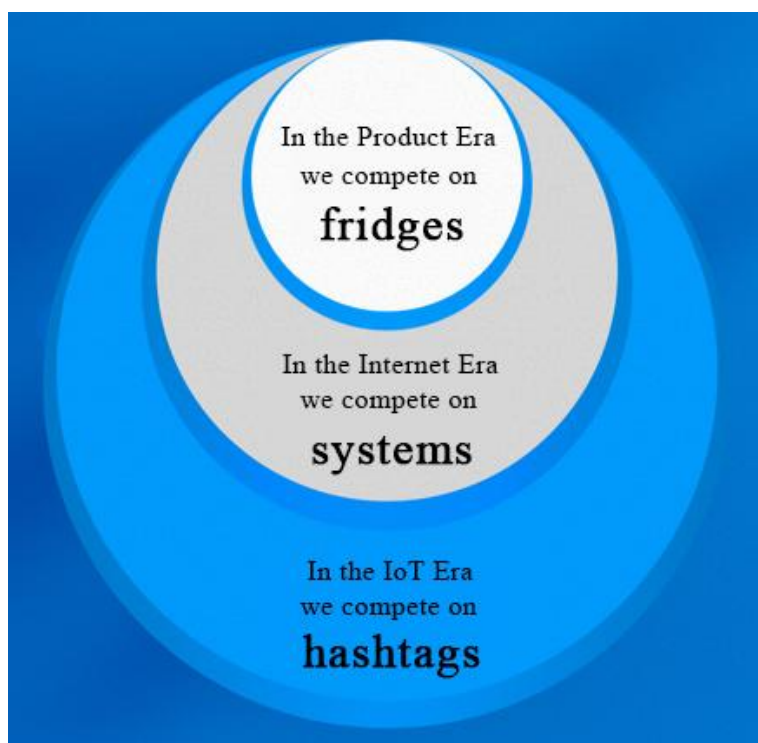 In the Product Era
we compete on
fridges
In the Internet Era
we compete on
systems
In the IoT Era
we compete on
hashtags